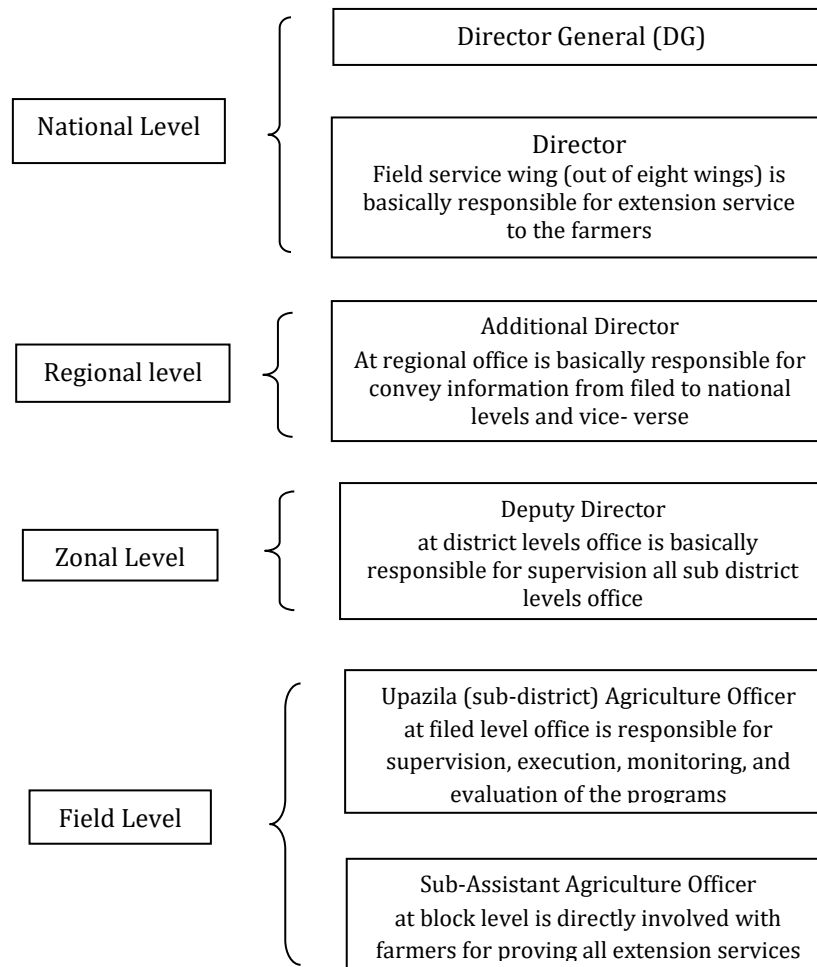 Director General (DG)
National Level
Director
Field service wing (out of eight wings) is
basically responsible for extension service
to the farmers
Regional level
Additional Director
At regional office is basically responsible for
convey information from filed to national
levels and vice- verse
Zonal Level
Deputy Director
at district levels office is basically
responsible for supervision all sub district
levels office
Field Level
Upazila (sub-district) Agriculture Officer
at filed level office is responsible for
supervision, execution, monitoring, and
evaluation of the programs
Sub-Assistant Agriculture Officer
at block level is directly involved with
farmers for proving all extension services